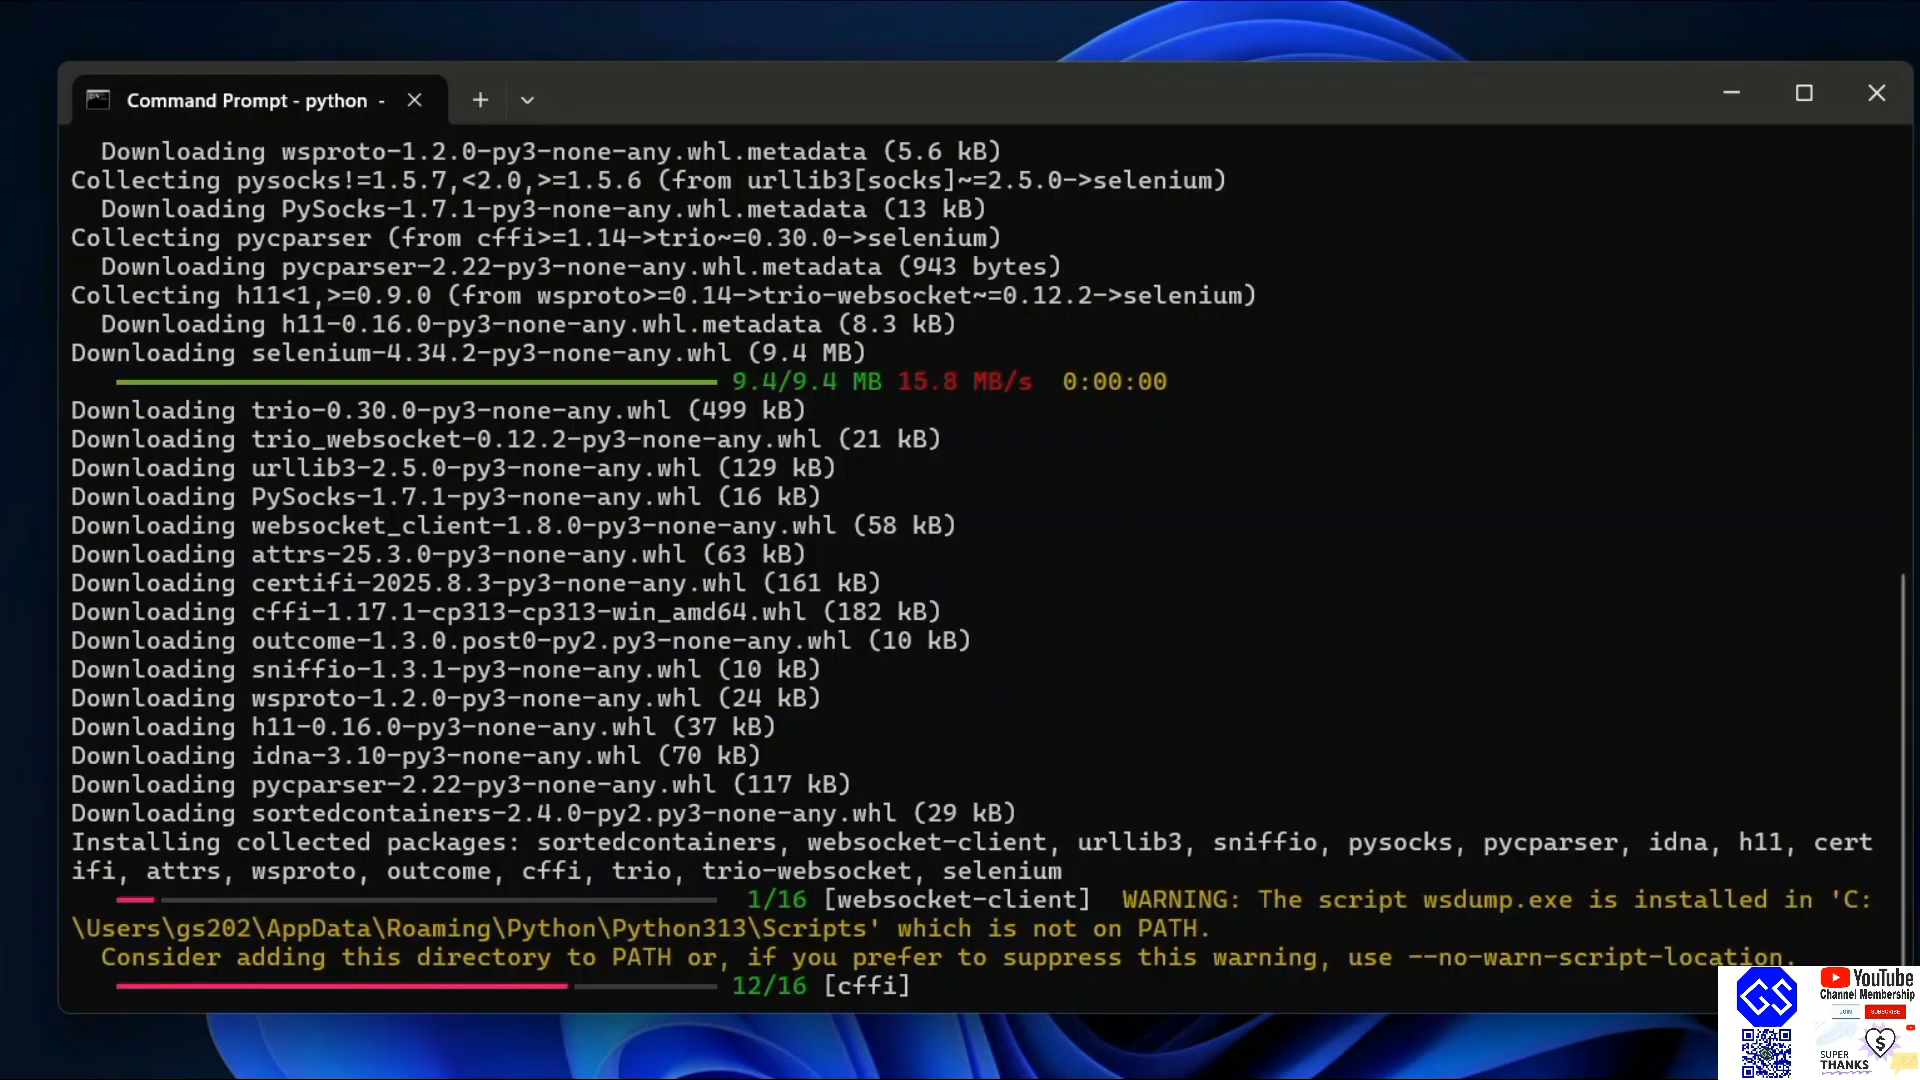 Command Prompt - python -
Downloading wsproto-1.2.0-py3-none-any.whl.metadata (5.6 kB)
Collecting pysocks!=1.5.7,<2.0,>=1.5.6 (from urllib3[socks]~=2.5.0->selenium)
Downloading PySocks-1.7.1-py3-none-any.whl.metadata (13 kB)
Collecting pycparser (from cffi>=1.14->trio~=0.30.0->selenium)
Downloading pycparser-2.22-py3-none-any.whl.metadata (943 bytes)
Collecting h11<1,>=0.9.0 (from wsproto>=0.14->trio-websocket~=0.12.2->selenium)
Downloading h11-0.16.0-py3-none-any.whl.metadata (8.3 kB)
Downloading selenium-4.34.2-py3-none-any.whl (9.4 MB)
9.4/9.4 MB 15.8 MB/s 0:00:00
Downloading trio-0.30.0-py3-none-any.whl (499 kB)
Downloading trio_websocket-0.12.2-py3-none-any.whl (21 kB)
Downloading urllib3-2.5.0-py3-none-any.whl (129 kB)
Downloading PySocks-1.7.1-py3-none-any.whl (16 kB)
Downloading websocket_client-1.8.0-py3-none-any.whl (58 kB)
Downloading attrs-25.3.0-py3-none-any.whl (63 kB)
Downloading certifi-2025.8.3-py3-none-any.whl (161 kB)
Downloading cffi-1.17.1-cp313-cp313-win_amd64.whl (182 kB)
Downloading outcome-1.3.0.post0-py2.py3-none-any.whl (10 kB)
Downloading sniffio-1.3.1-py3-none-any.whl (10 kB)
Downloading wsproto-1.2.0-py3-none-any.whl (24 kB)
Downloading h11-0.16.0-py3-none-any.whl (37 kB)
Downloading idna-3.10-py3-none-any.whl (70 kB)
Downloading pycparser-2.22-py3-none-any.whl (117 kB)
Downloading sortedcontainers-2.4.0-py2.py3-none-any.whl (29 kB)
Installing collected packages: sortedcontainers, websocket-client, urllib3, sniffio, pysocks, pycparser, idna, h11, cert
ifi, attrs, wsproto, outcome, cffi, trio, trio-websocket, selenium
1/16 [websocket-client] WARNING: The script wsdump.exe is installed in 'C:
\Users\gs202\AppData\Roaming\Python\Python313\Scripts' which is not on PATH.
Consider adding this directory to PATH or, if you prefer to suppress this warning, use --no-warn-script-location.
12/16 [cffi]
GS
YouTube
Channel Membership
JOIN
SUBSCRIBE
SUPER
THANKS
$